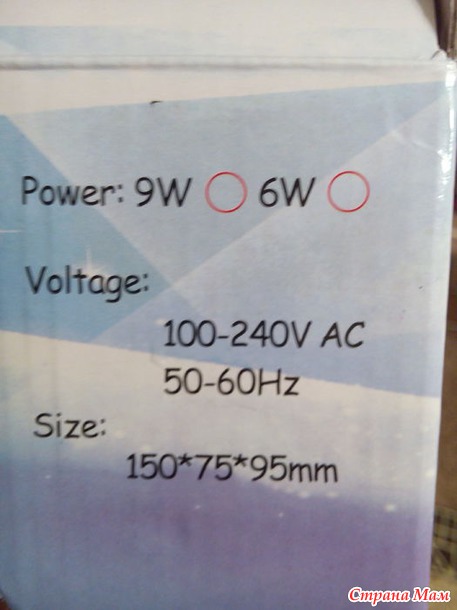 Power: 9W 6W
Voltage:
100-240V AC
50-60Hz
Size:
150*75*95mm
Страна Мам